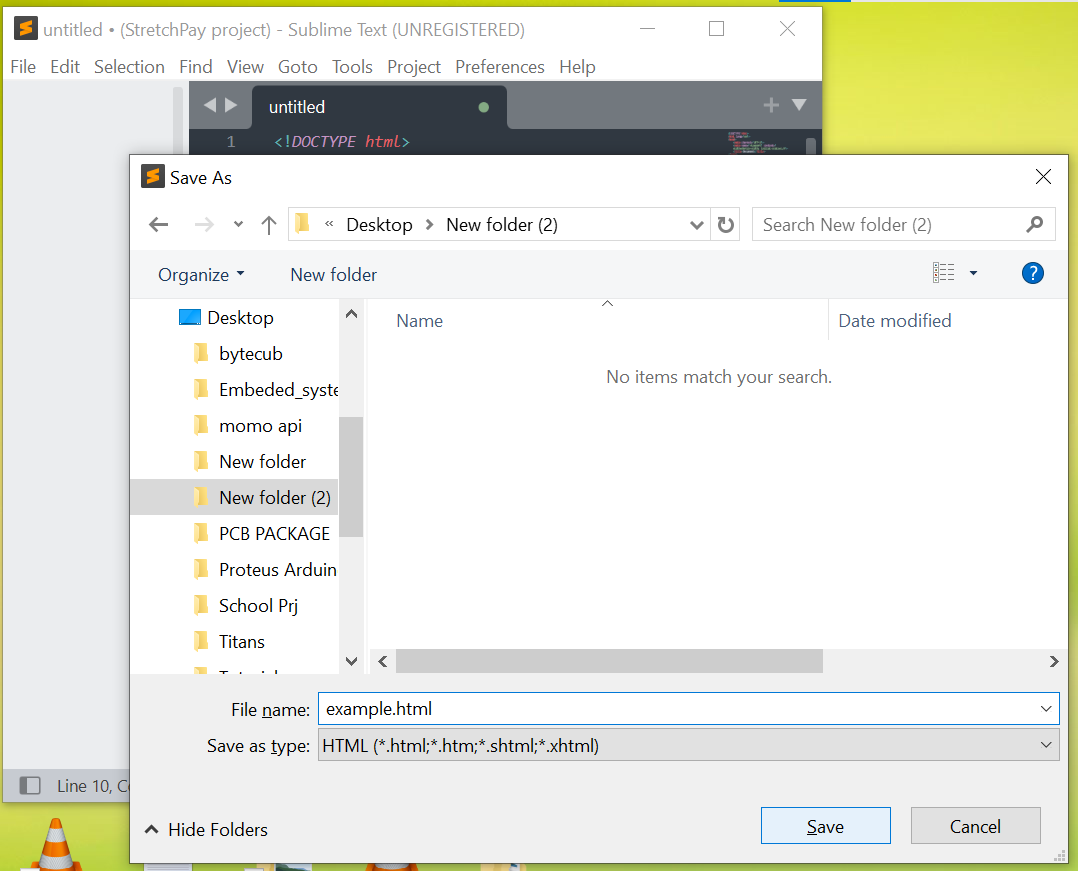 untitled • (StretchPay project) - Sublime Text (UNREGISTERED)
File Edit Selection Find View Goto Tools Project Preferences Help
untitled
1 <!DOCTYPE html>
Save As
« Desktop > New folder (2)
Search New folder (2)
Organize New folder
?
Desktop
Name
Date modified
bytecub
No items match your search.
Embeded_syste
momo api
New folder
New folder (2)
PCB PACKAGE
Proteus Arduin
School Prj
Titans
File name: example.html
Save as type: HTML (*.html;*.htm;*.shtml;*.xhtml)
Line 10, Co
Hide Folders
Save
Cancel